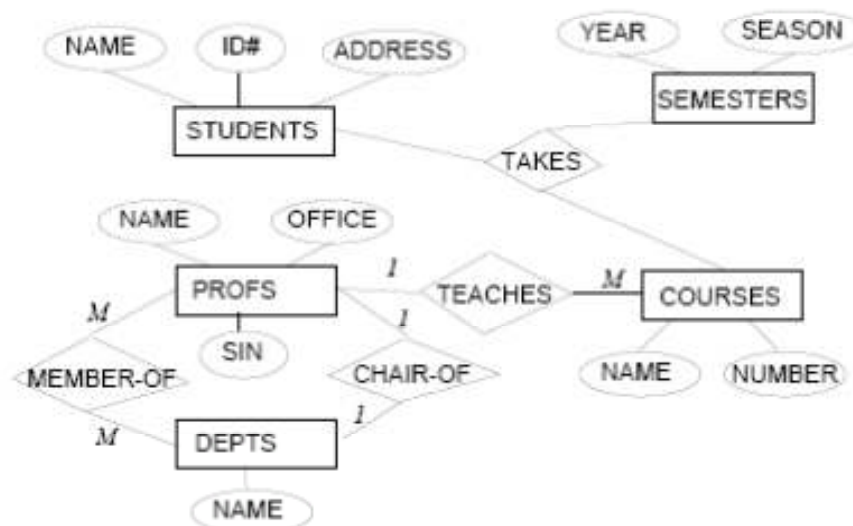 NAME
ID#
ADDRESS
YEAR
SEASON
STUDENTS
SEMESTERS
TAKES
NAME
OFFICE
PROFS
1
TEACHES
M
COURSES
M
1
SIN
MEMBER-OF
CHAIR-OF
NAME
NUMBER
M
DEPTS
1
NAME